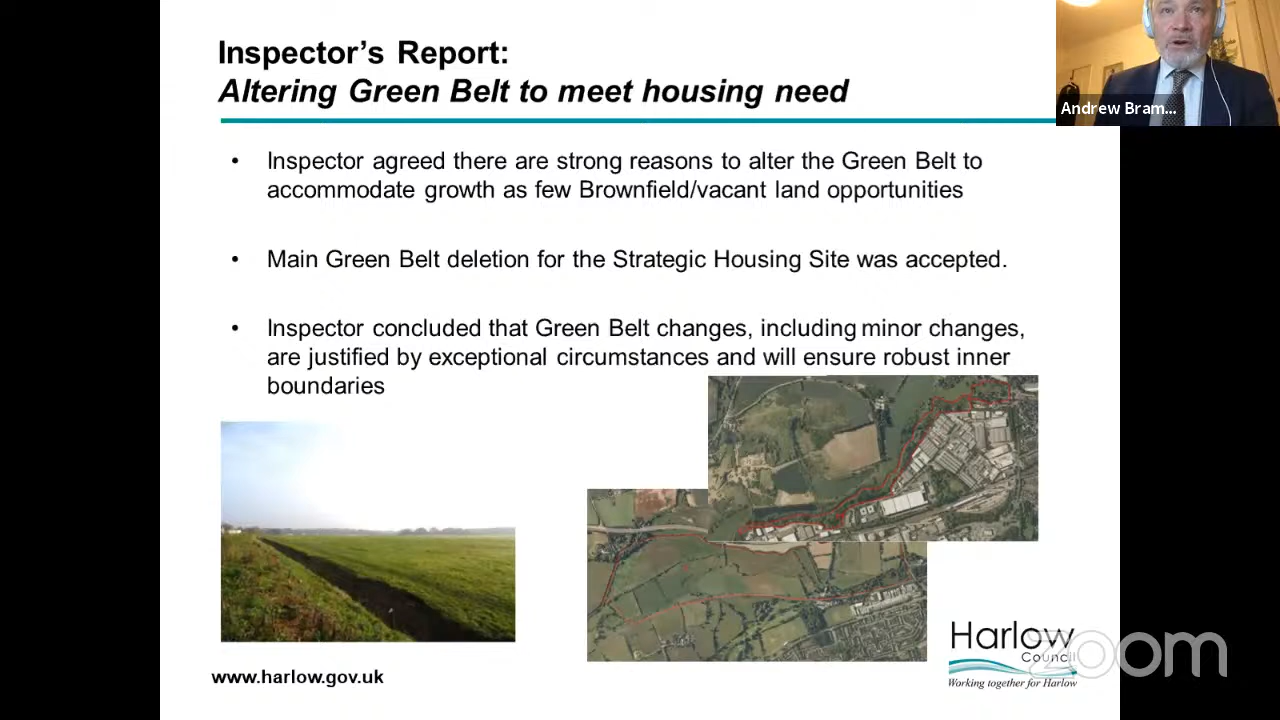 Inspector’s Report:
Altering Green Belt to meet housing need
Andrew Bram...
• Inspector agreed there are strong reasons to alter the Green Belt to
accommodate growth as few Brownfield/vacant land opportunities
• Main Green Belt deletion for the Strategic Housing Site was accepted.
• Inspector concluded that Green Belt changes, including minor changes,
are justified by exceptional circumstances and will ensure robust inner
boundaries
Harlow
Council
Working together for Harlow
zoom
www.harlow.gov.uk